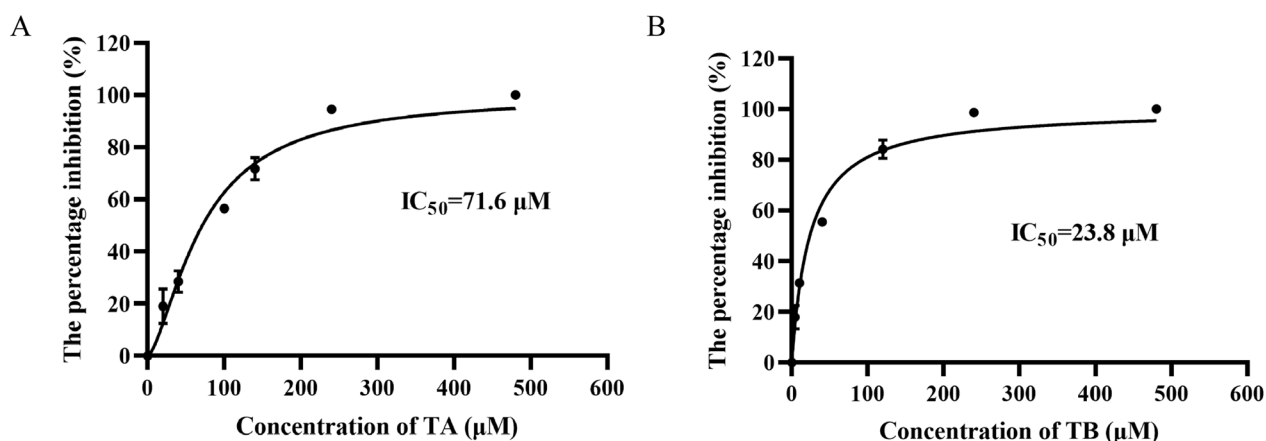 A
The percentage inhibition (%)
120
100
80
60
40
20
0
IC50=71.6 μM
0 100 200 300 400 500 600
Concentration of TA (μM)
B
The percentage inhibition (%)
120
100
80
60
40
20
0
IC50=23.8 μM
0 100 200 300 400 500 600
Concentration of TB (μM)